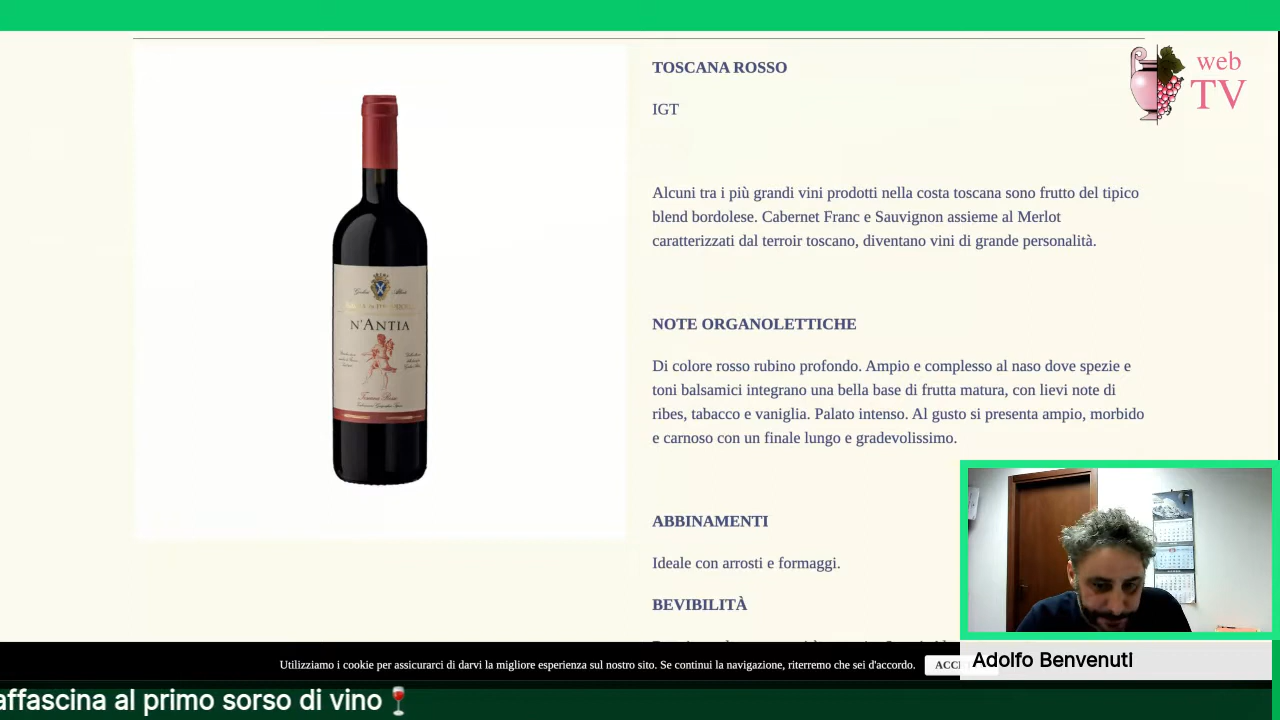 TOSCANA ROSSO
web
TV
IGT
Alcuni tra i più grandi vini prodotti nella costa toscana sono frutto del tipico
blend bordolese. Cabernet Franc e Sauvignon assieme al Merlot
caratterizzati dal terroir toscano, diventano vini di grande personalità.
N'ANTIA
NOTE ORGANOLETTICHE
Di colore rosso rubino profondo. Ampio e complesso al naso dove spezie e
toni balsamici integrano una bella base di frutta matura, con lievi note di
ribes, tabacco e vaniglia. Palato intenso. Al gusto si presenta ampio, morbido
e carnoso con un finale lungo e gradevolissimo.
ABBINAMENTI
Ideale con arrosti e formaggi.
BEVIBILITÀ
Utilizziamo i cookie per assicurarci di darvi la migliore esperienza sul nostro sito. Se continui la navigazione, riterremo che sei d'accordo.
Adolfo Benvenuti
affascina al primo sorso di vino🍷